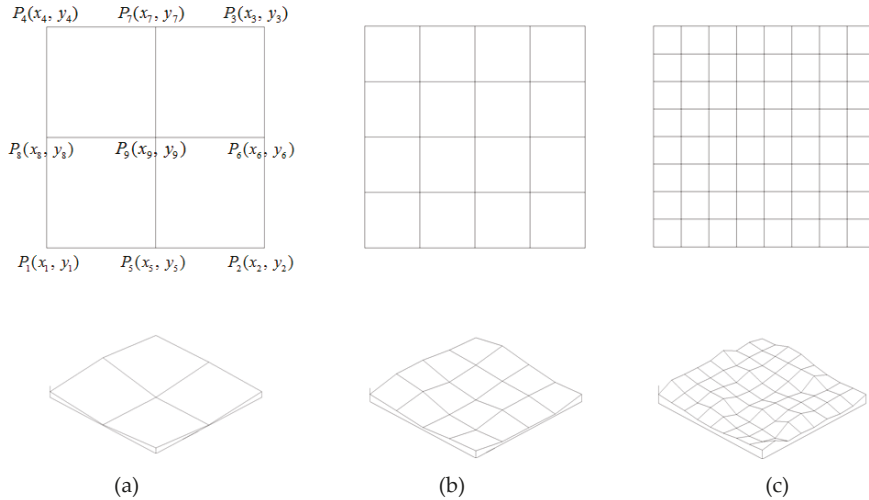 P₄(x₄, y₄) P₇(x₇, y₇) P₃(x₃, y₃)
P₈(x₈, y₈) P₉(x₉, y₉) P₆(x₆, y₆)
P₁(x₁, y₁) P₅(x₅, y₅) P₂(x₂, y₂)
(a) (b) (c)